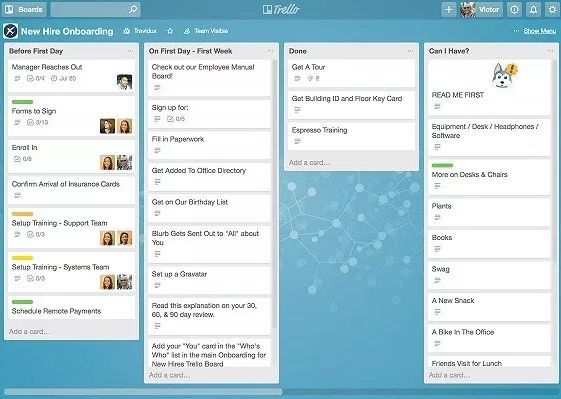 Boards
Trello
Victor
New Hire Onboarding
Travidux
Team Visible
Show Menu
Before First Day
Manager Reaches Out
0/4 Jul 20
Forms to Sign
3/13
Enroll In
0/8
Confirm Arrival of Insurance Cards
Setup Training - Support Team
0/3
Setup Training - Systems Team
0/3
Schedule Remote Payments
Add a card...
On First Day - First Week
Check out our Employee Manual
Board!
Sign up for:
0/6
Fill in Paperwork
Get Added To Office Directory
Get on Our Birthday List
Blurb Gets Sent Out to "All" about
You
Set up a Gravatar
Read this explanation on your 30,
60, & 90 day review.
Add your "You" card in the "Who's
Who" list in the main Onboarding for
New Hires Trello Board
Add a card...
Done
Get A Tour
2
Get Building ID and Floor Key Card
Espresso Training
Add a card...
Can I Have?
READ ME FIRST
Equipment / Desk / Headphones /
Software
More on Desks & Chairs
Plants
Books
Swag
A New Snack
A Bike In The Office
Friends Visit for Lunch
Add a card...